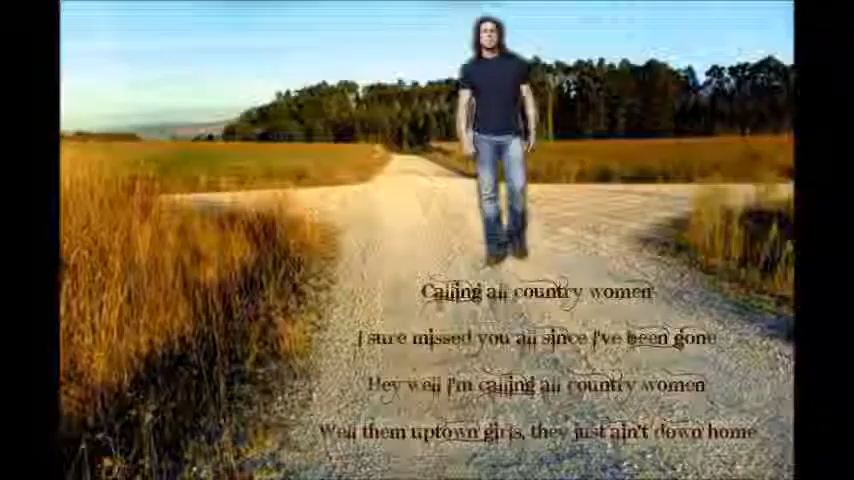 Calling all country women
I sure missed you all since I've been gone
Hey well I'm calling all country women
Well them uptown girls, they just ain't down home